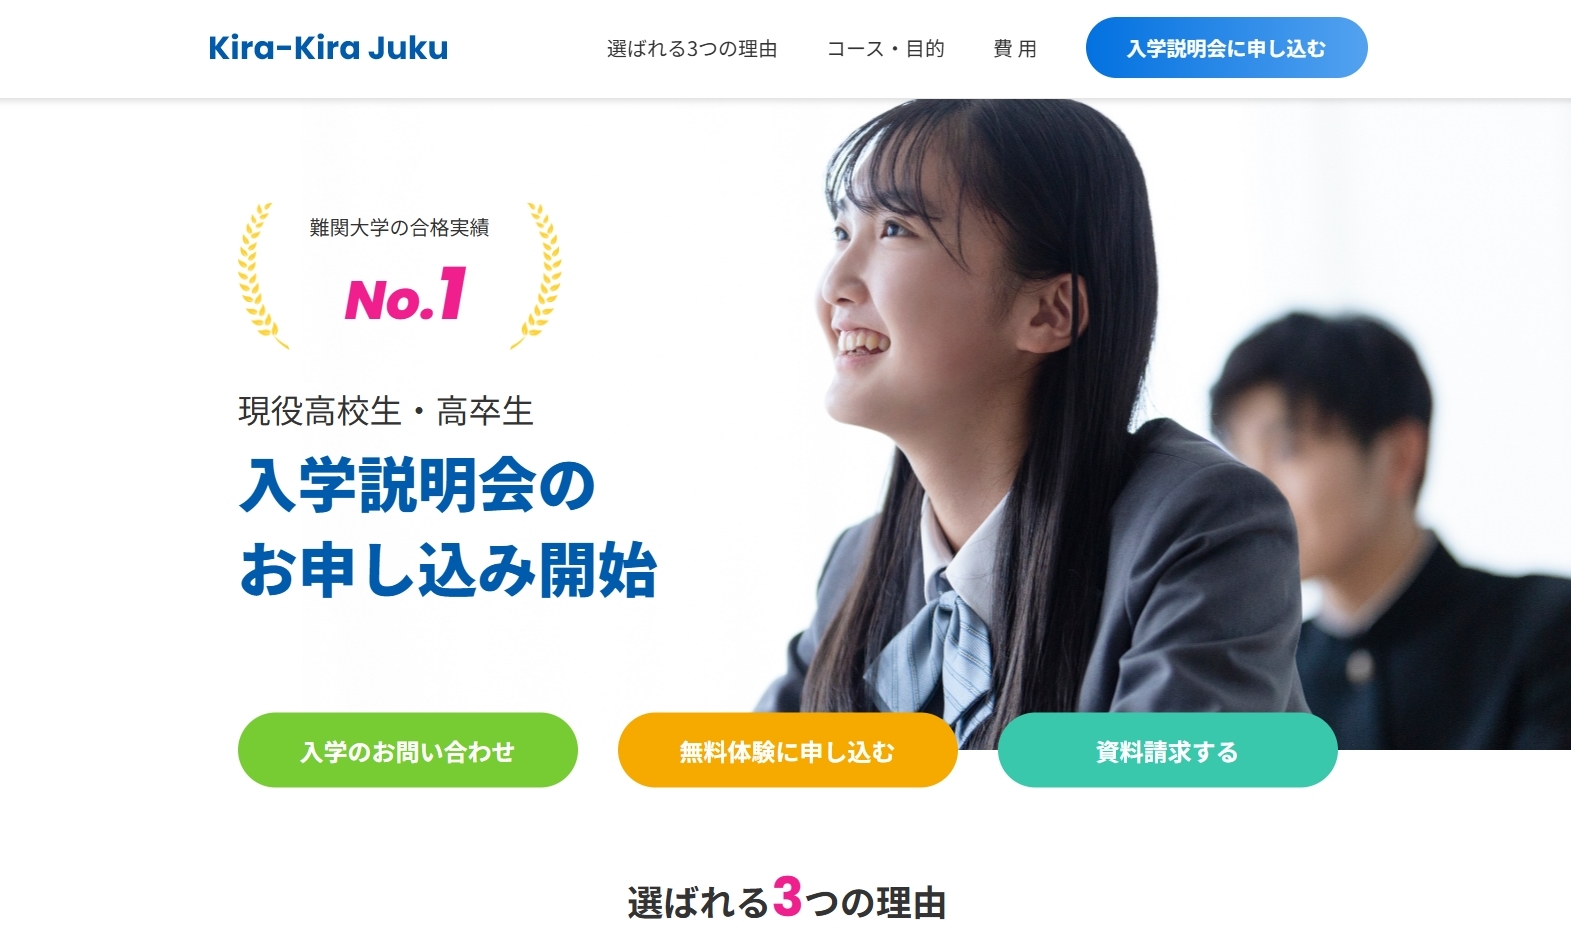 Kira-Kira Juku
選ばれる3つの理由
コース・目的
費 用
入学説明会に申し込む
難関大学の合格実績
No.1
現役高校生・高卒生
入学説明会の
お申し込み開始
入学のお問い合わせ
無料体験に申し込む
資料請求する
選ばれる3つの理由